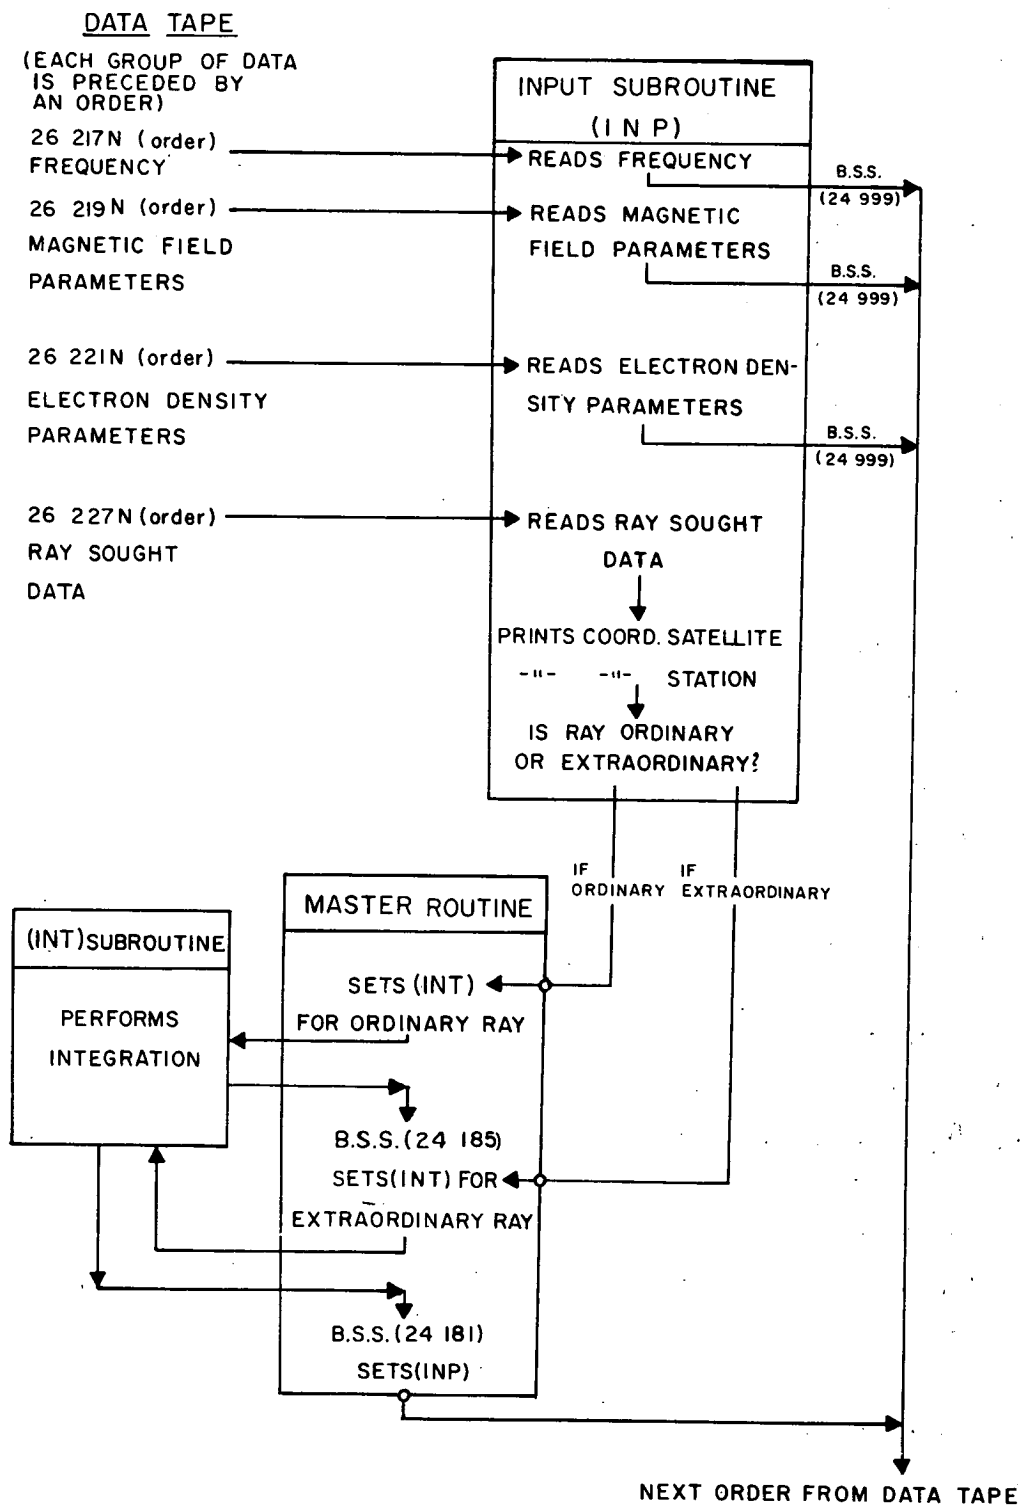 DATA TAPE
(EACH GROUP OF DATA
IS PRECEDED BY
AN ORDER)
26 217N (order)
FREQUENCY
26 219N (order)
MAGNETIC FIELD
PARAMETERS
26 221N (order)
ELECTRON DENSITY
PARAMETERS
26 227N (order)
RAY SOUGHT
DATA
INPUT SUBROUTINE
(INP)
READS FREQUENCY
B.S.S.
(24 999)
READS MAGNETIC
FIELD PARAMETERS
B.S.S.
(24 999)
READS ELECTRON DEN-
SITY PARAMETERS
B.S.S.
(24 999)
READS RAY SOUGHT
DATA
PRINTS COORD. SATELLITE
-"- -"- STATION
IS RAY ORDINARY
OR EXTRAORDINARY?
IF
ORDINARY
IF
EXTRAORDINARY
MASTER ROUTINE
SETS (INT)
FOR ORDINARY RAY
B.S.S. (24 185)
SETS(INT) FOR
EXTRAORDINARY RAY
B.S.S. (24 181)
SETS(INP)
(INT) SUBROUTINE
PERFORMS
INTEGRATION
NEXT ORDER FROM DATA TAPE